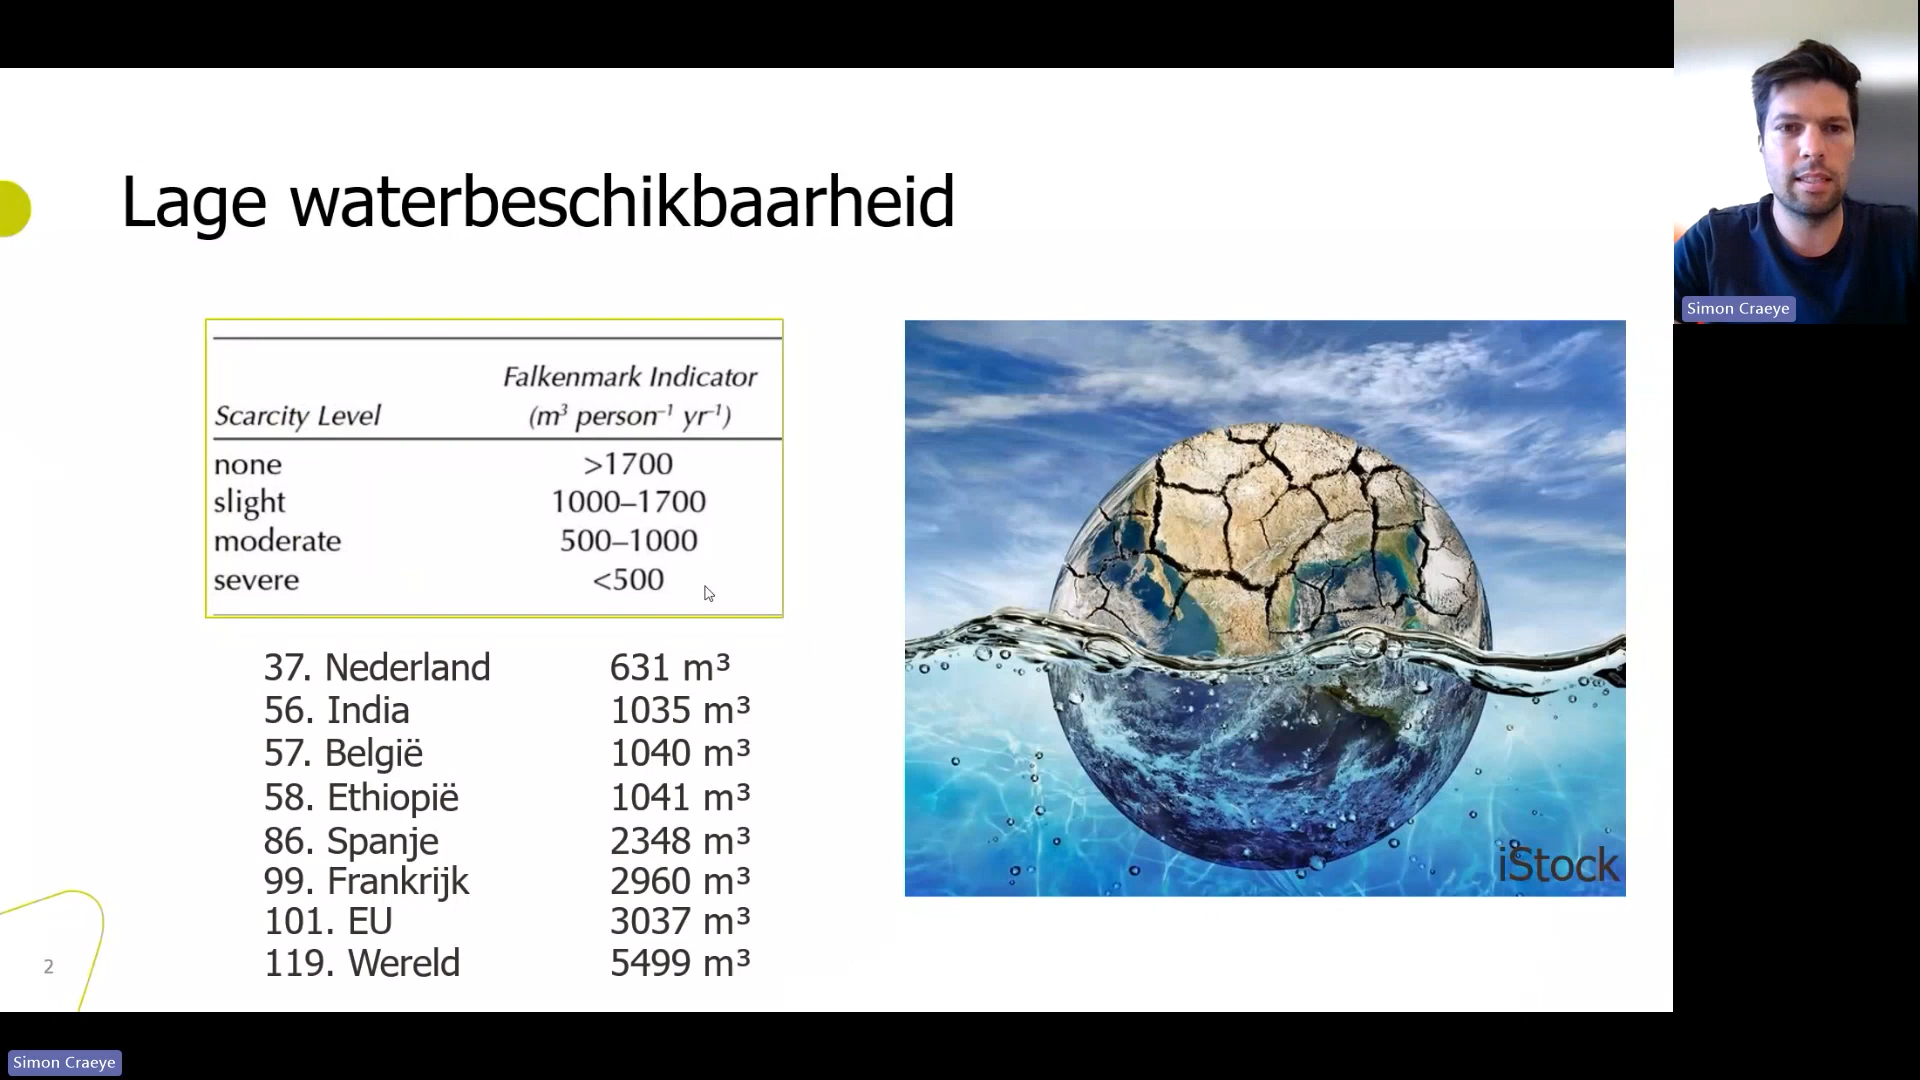 Lage waterbeschikbaarheid
Falkenmark Indicator
Scarcity Level (m³ person⁻¹ yr⁻¹)
none >1700
slight 1000–1700
moderate 500–1000
severe <500
37. Nederland 631 m³
56. India 1035 m³
57. België 1040 m³
58. Ethiopië 1041 m³
86. Spanje 2348 m³
99. Frankrijk 2960 m³
101. EU 3037 m³
119. Wereld 5499 m³
iStock
2
Simon Craeye
Simon Craeye